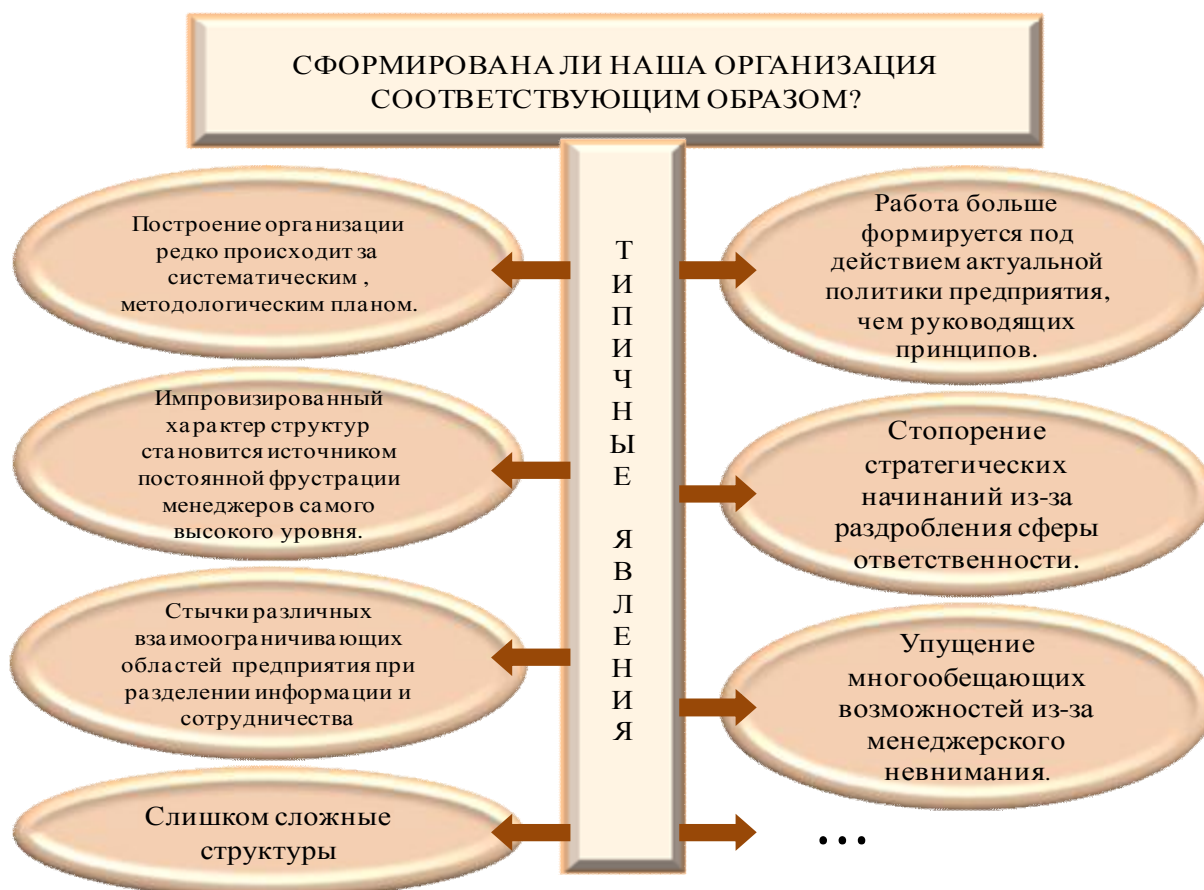 СФОРМИРОВАНА ЛИ НАША ОРГАНИЗАЦИЯ
СООТВЕТСТВУЮЩИМ ОБРАЗОМ?
Т
И
П
И
Ч
Н
Ы
Е
Я
В
Л
Е
Н
И
Я
Построение организации
редко происходит за
систематическим ,
методологическим планом.
Импровизированный
характер структур
становится источником
постоянной фрустрации
менеджеров самого
высокого уровня.
Стычки различных
взаимоограничивающих
областей предприятия при
разделении информации и
сотрудничества
Слишком сложные
структуры
Работа больше
формируется под
действием актуальной
политики предприятия,
чем руководящих
принципов.
Стопорение
стратегических
начинаний из-за
раздробления сферы
ответственности.
Упущение
многообещающих
возможностей из-за
менеджерского
невнимания.
...